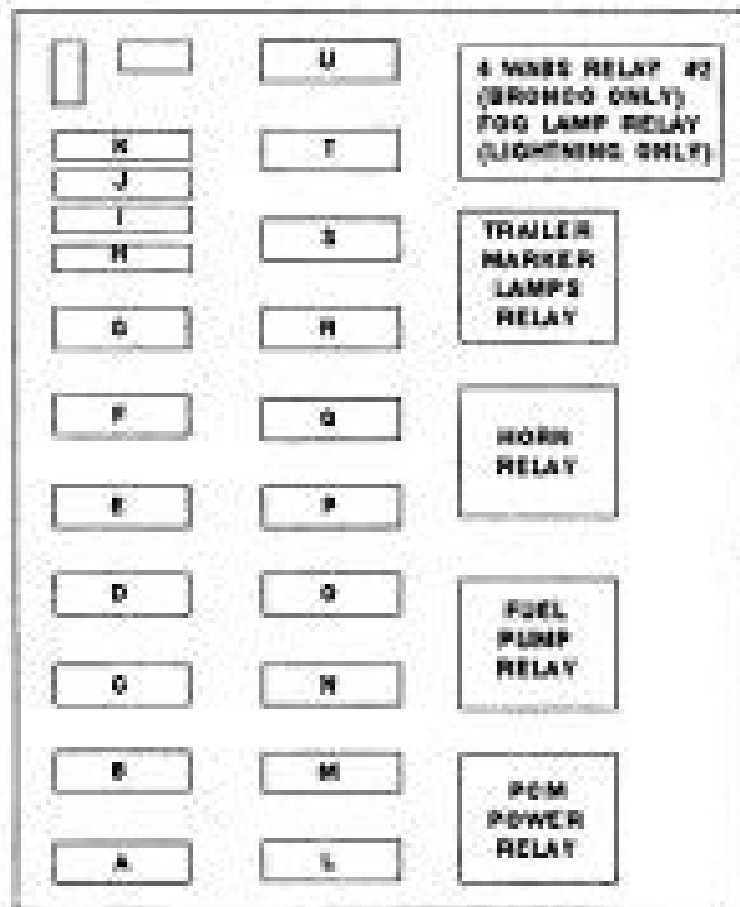 U
4 WABS RELAY #2
(BRONCO ONLY)
FOG LAMP RELAY
(LIGHTNING ONLY)
K
T
J
I
S
H
TRAILER
MARKER
LAMPS
RELAY
G
R
F
Q
HORN
RELAY
E
P
D
O
FUEL
PUMP
RELAY
C
N
B
M
PCM
POWER
RELAY
A
L